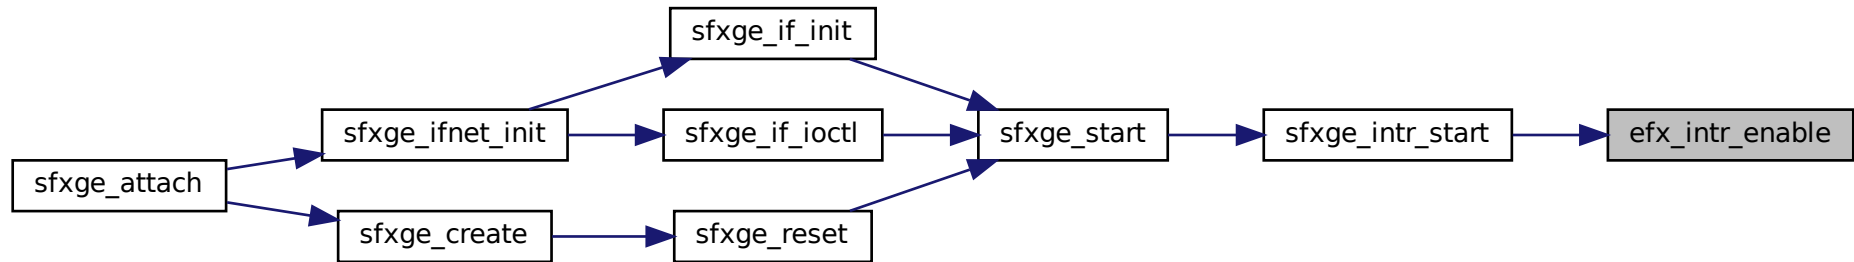 sfxge_if_init
sfxge_ifnet_init
sfxge_if_ioctl
sfxge_start
sfxge_intr_start
efx_intr_enable
sfxge_attach
sfxge_create
sfxge_reset